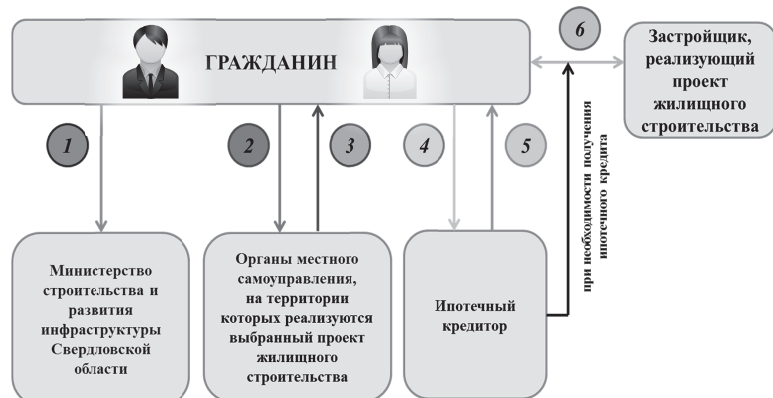 ГРАЖДАНИН
6
Застройщик,
реализующий
проект
жилищного
строительства
1
2
3
4
5
при необходимости получения
ипотечного кредита
Министерство
строительства и
развития
инфраструктуры
Свердловской
области
Органы местного
самоуправления,
на территории
которых реализуются
выбранный проект
жилищного
строительства
Ипотечный
кредитор